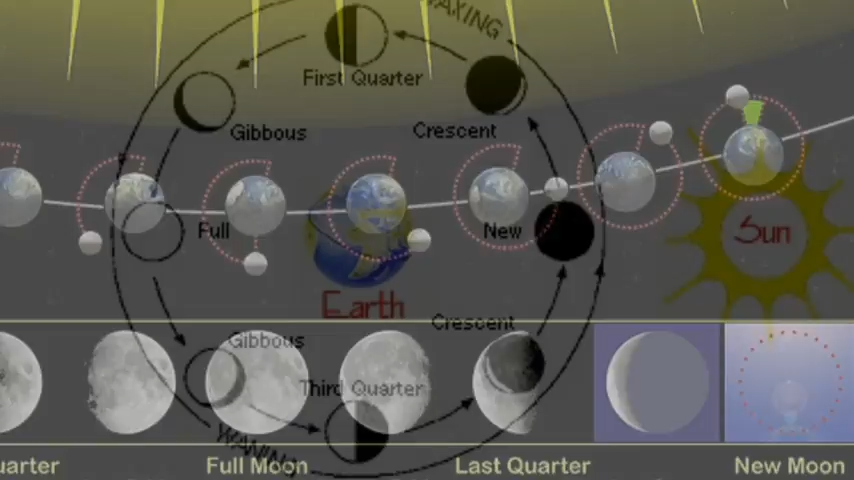 WAXING
First Quarter
Gibbous
Crescent
Full
New
Sun
Earth
Crescent
Gibbous
Third Quarter
WANING
uarter
Full Moon
Last Quarter
New Moon